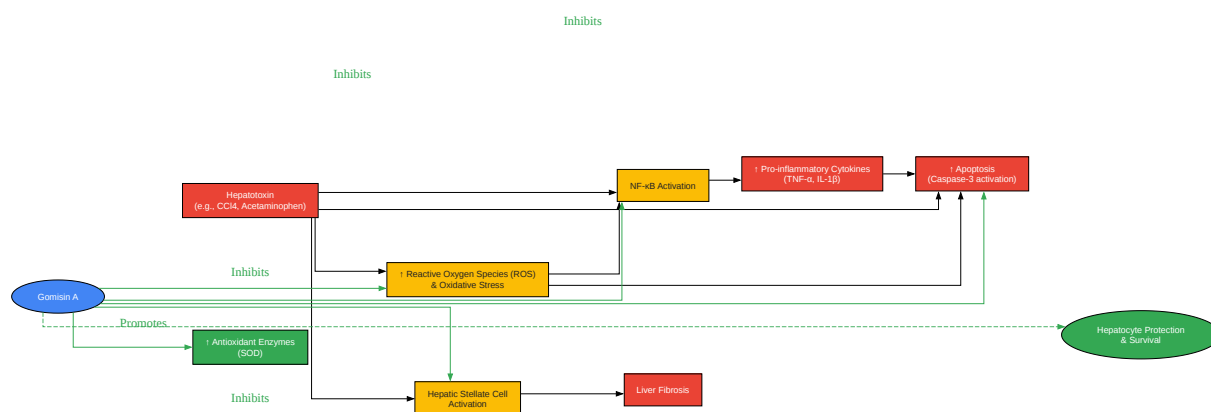 Inhibits
Inhibits
↑ Pro-inflammatory Cokines
(TNF-α, IL-1β)
↑ Apoptosis
(Caspase-3 activation)
NF-κB Activation
Hepatotoxin
(e.g., CCl4, Acetaminophen)
Inhibits
↑ Reactive Oxygen Species (ROS)
& Oxidative Stress
Gomisin A
Promotes
↑ Antioxidant Enzymes
(SOD)
Hepatocyte Protection
& Survival
Inhibits
Hepatic Stellate Cell
Activation
Liver Fibrosis